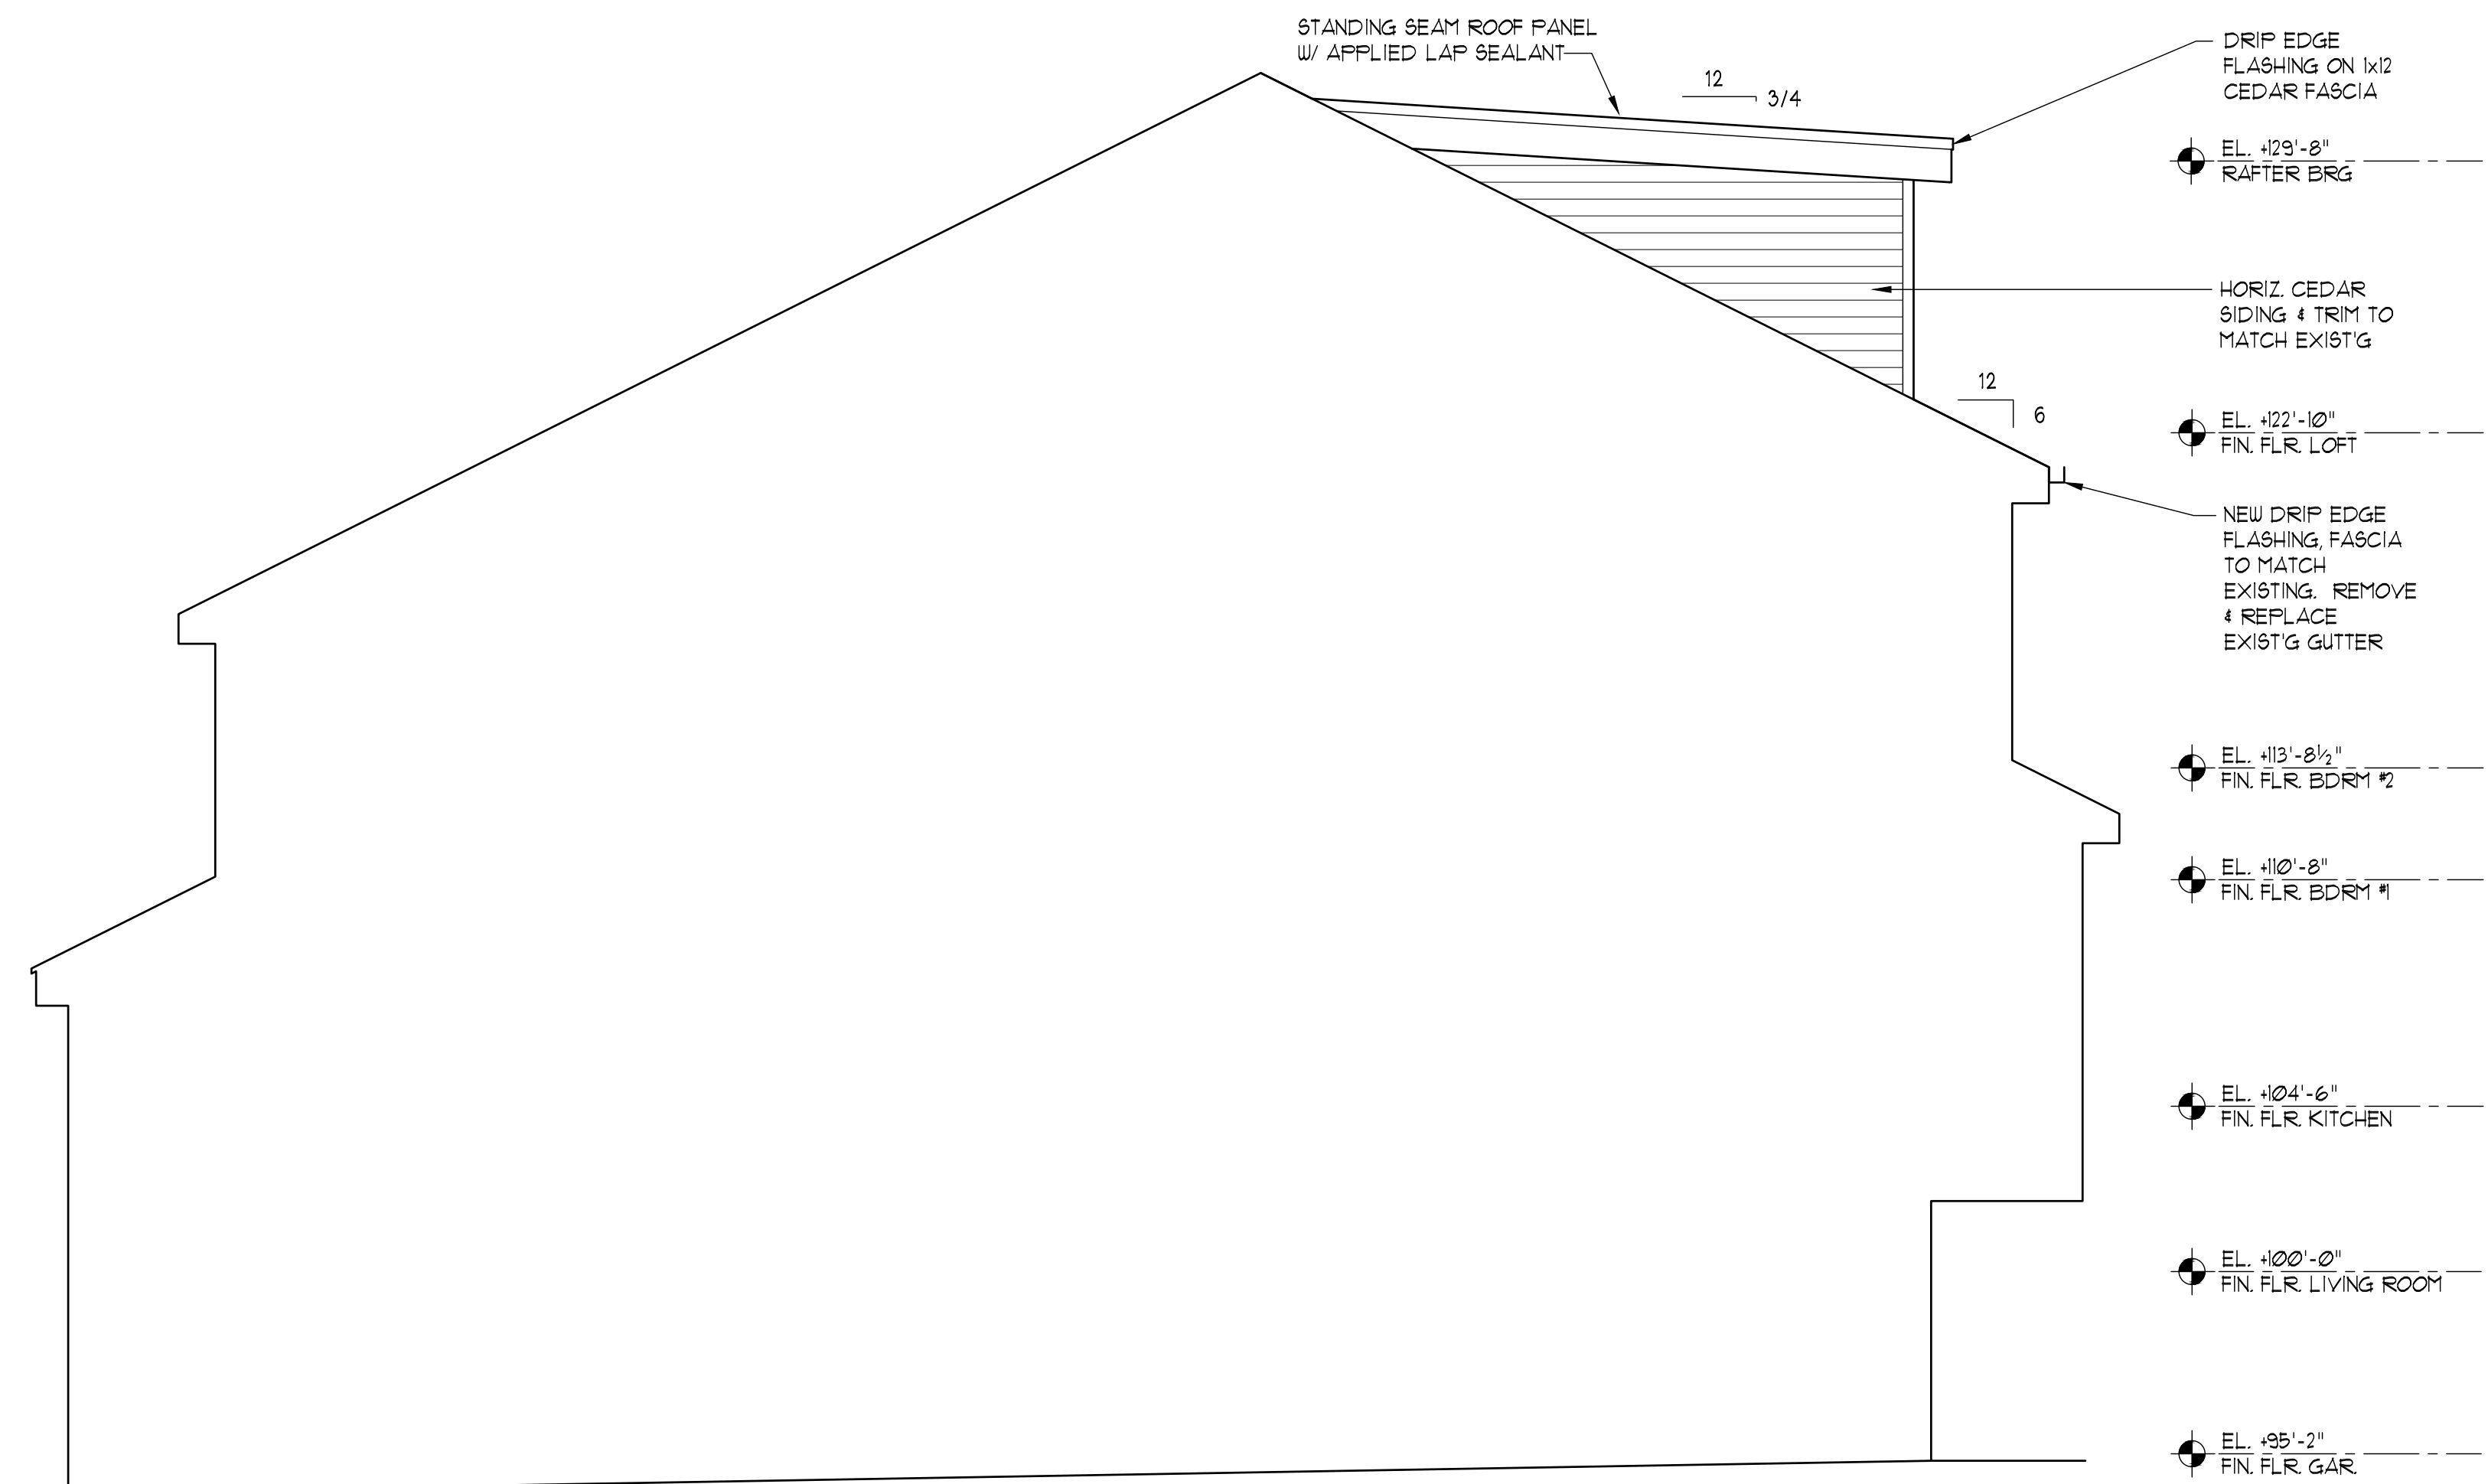 STANDING SEAM ROOF PANEL
W/ APPLIED LAP SEALANT
12
3/4
DRIP EDGE
FLASHING ON 1x12
CEDAR FASCIA
EL. +129'-8"
RAFTER BRG
HORIZ. CEDAR
SIDING & TRIM TO
MATCH EXIST'G
12
6
EL. +122'-10"
FIN. FLR. LOFT
NEW DRIP EDGE
FLASHING, FASCIA
TO MATCH
EXISTING. REMOVE
& REPLACE
EXIST'G GUTTER
EL. +113'-8½"
FIN. FLR. BDRM #2
EL. +110'-8"
FIN. FLR. BDRM #1
EL. +104'-6"
FIN. FLR. KITCHEN
EL. +100'-0"
FIN. FLR. LIVING ROOM
EL. +95'-2"
FIN. FLR. GAR.